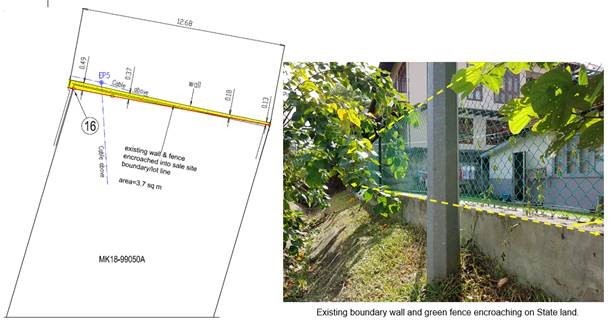 12.68
0.49
EP5
Cable above
0.37
wall
0.18
0.13
16
Cable above
existing wall & fence
encroached into sale site
boundary/lot line
area=3.7 sq m
MK18-99050A
Existing boundary wall and green fence encroaching on State land.